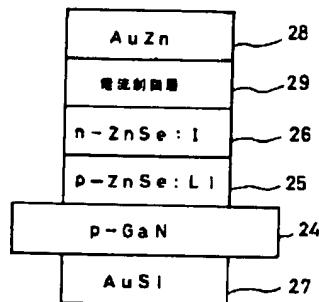 AuZn
28
電流制御層
29
n-ZnSe:I
26
p-ZnSe:Li
25
p-GaN
24
AuSi
27